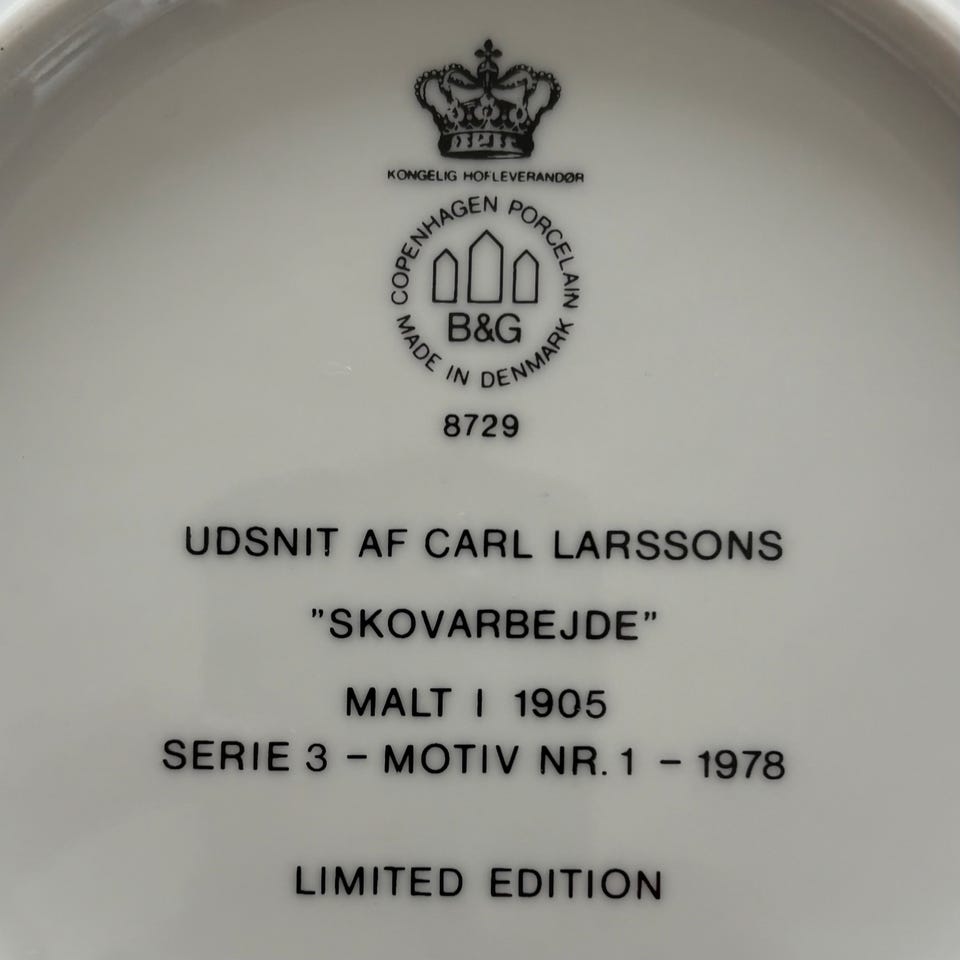 KONGELIG HOFLEVERANDØR
COPENHAGEN PORCELAIN
B&G
MADE IN DENMARK
8729
UDSNIT AF CARL LARSSONS
"SKOVARBEJDE"
MALT I 1905
SERIE 3 – MOTIV NR. 1 – 1978
LIMITED EDITION